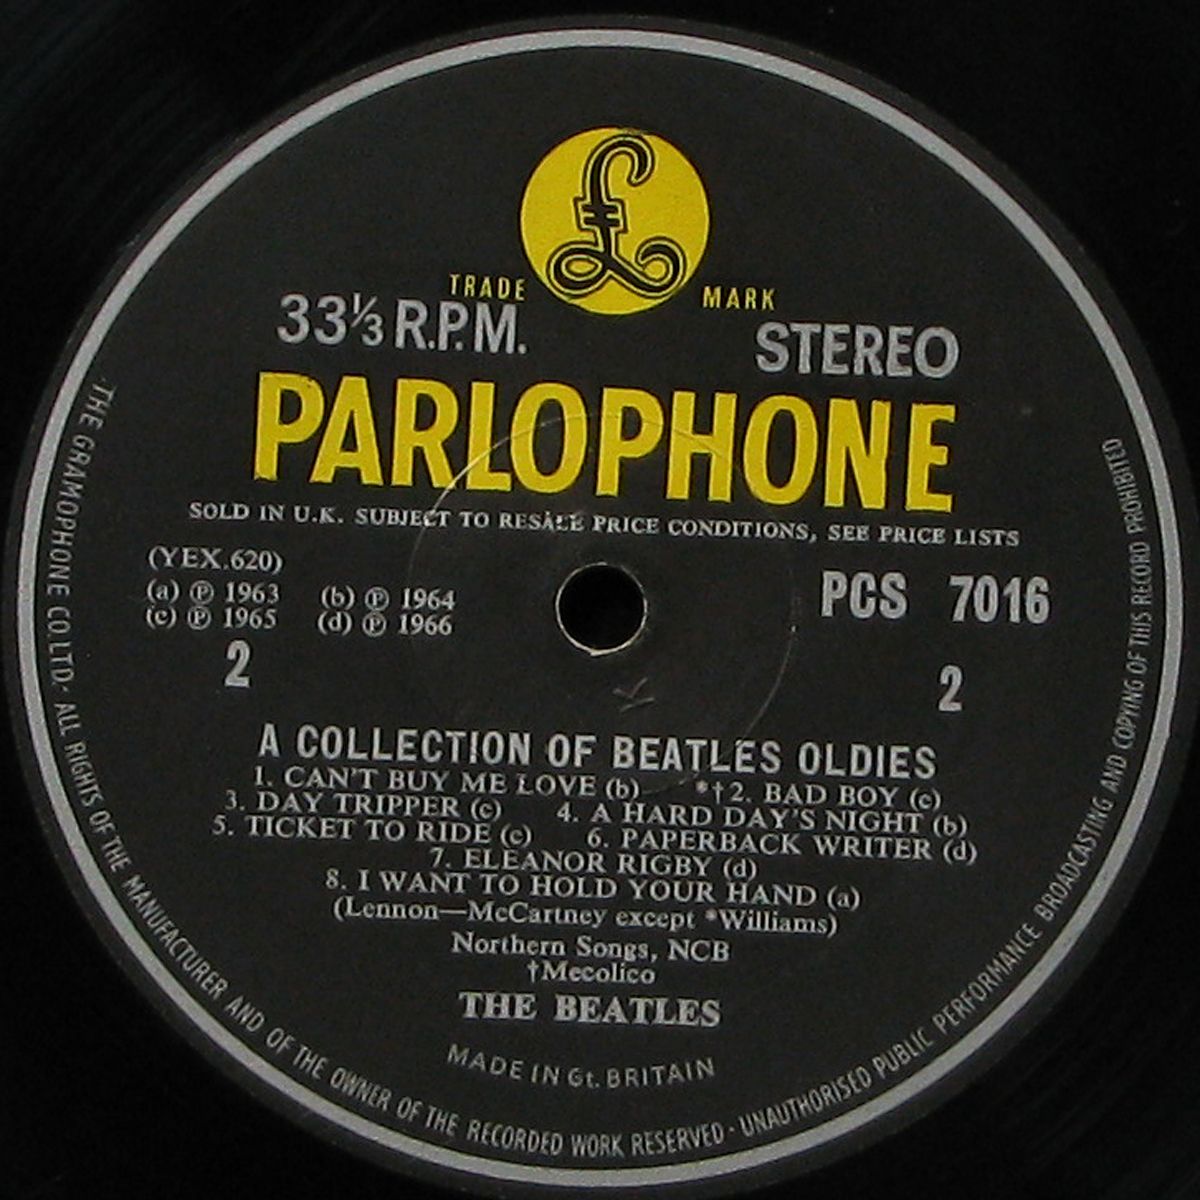 £
TRADE MARK
33⅓ R.P.M. STEREO
PARLOPHONE
SOLD IN U.K. SUBJECT TO RESALE PRICE CONDITIONS, SEE PRICE LISTS
(YEX.620)
(a) ℗ 1963 (b) ℗ 1964
(c) ℗ 1965 (d) ℗ 1966
PCS 7016
2 2
A COLLECTION OF BEATLES OLDIES
1. CAN'T BUY ME LOVE (b) *†2. BAD BOY (c)
3. DAY TRIPPER (c) 4. A HARD DAY'S NIGHT (b)
5. TICKET TO RIDE (c) 6. PAPERBACK WRITER (d)
7. ELEANOR RIGBY (d)
8. I WANT TO HOLD YOUR HAND (a)
(Lennon—McCartney except *Williams)
Northern Songs, NCB
†Mecolico
THE BEATLES
MADE IN Gt. BRITAIN
THE GRAMOPHONE CO. LTD. · ALL RIGHTS OF THE MANUFACTURER AND OF THE OWNER OF THE RECORDED WORK RESERVED · UNAUTHORISED PUBLIC PERFORMANCE BROADCASTING AND COPYING OF THIS RECORD PROHIBITED